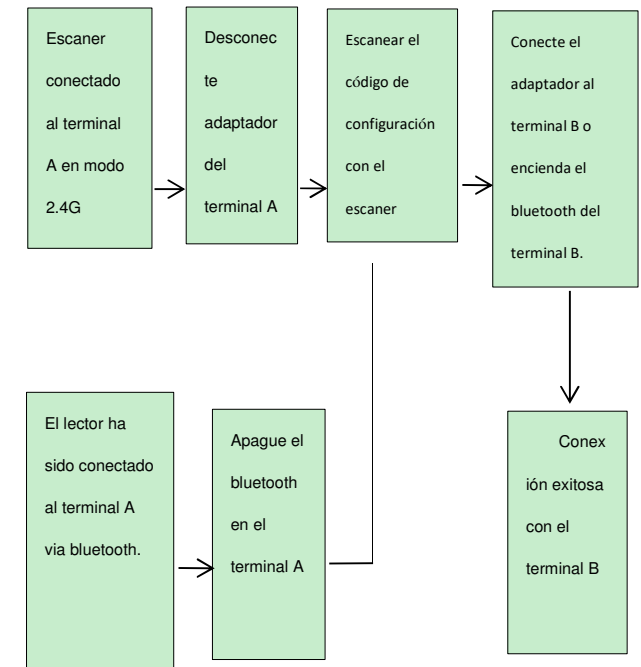 Escaner
conectado
al terminal
A en modo
2.4G
Desconec
te
adaptador
del
terminal A
Escanear el
código de
configuración
con el
escaner
Conecte el
adaptador al
terminal B o
encienda el
bluetooth del
terminal B.
El lector ha
sido conectado
al terminal A
via bluetooth.
Apague el
bluetooth
en el
terminal A
Conex
ión exitosa
con el
terminal B